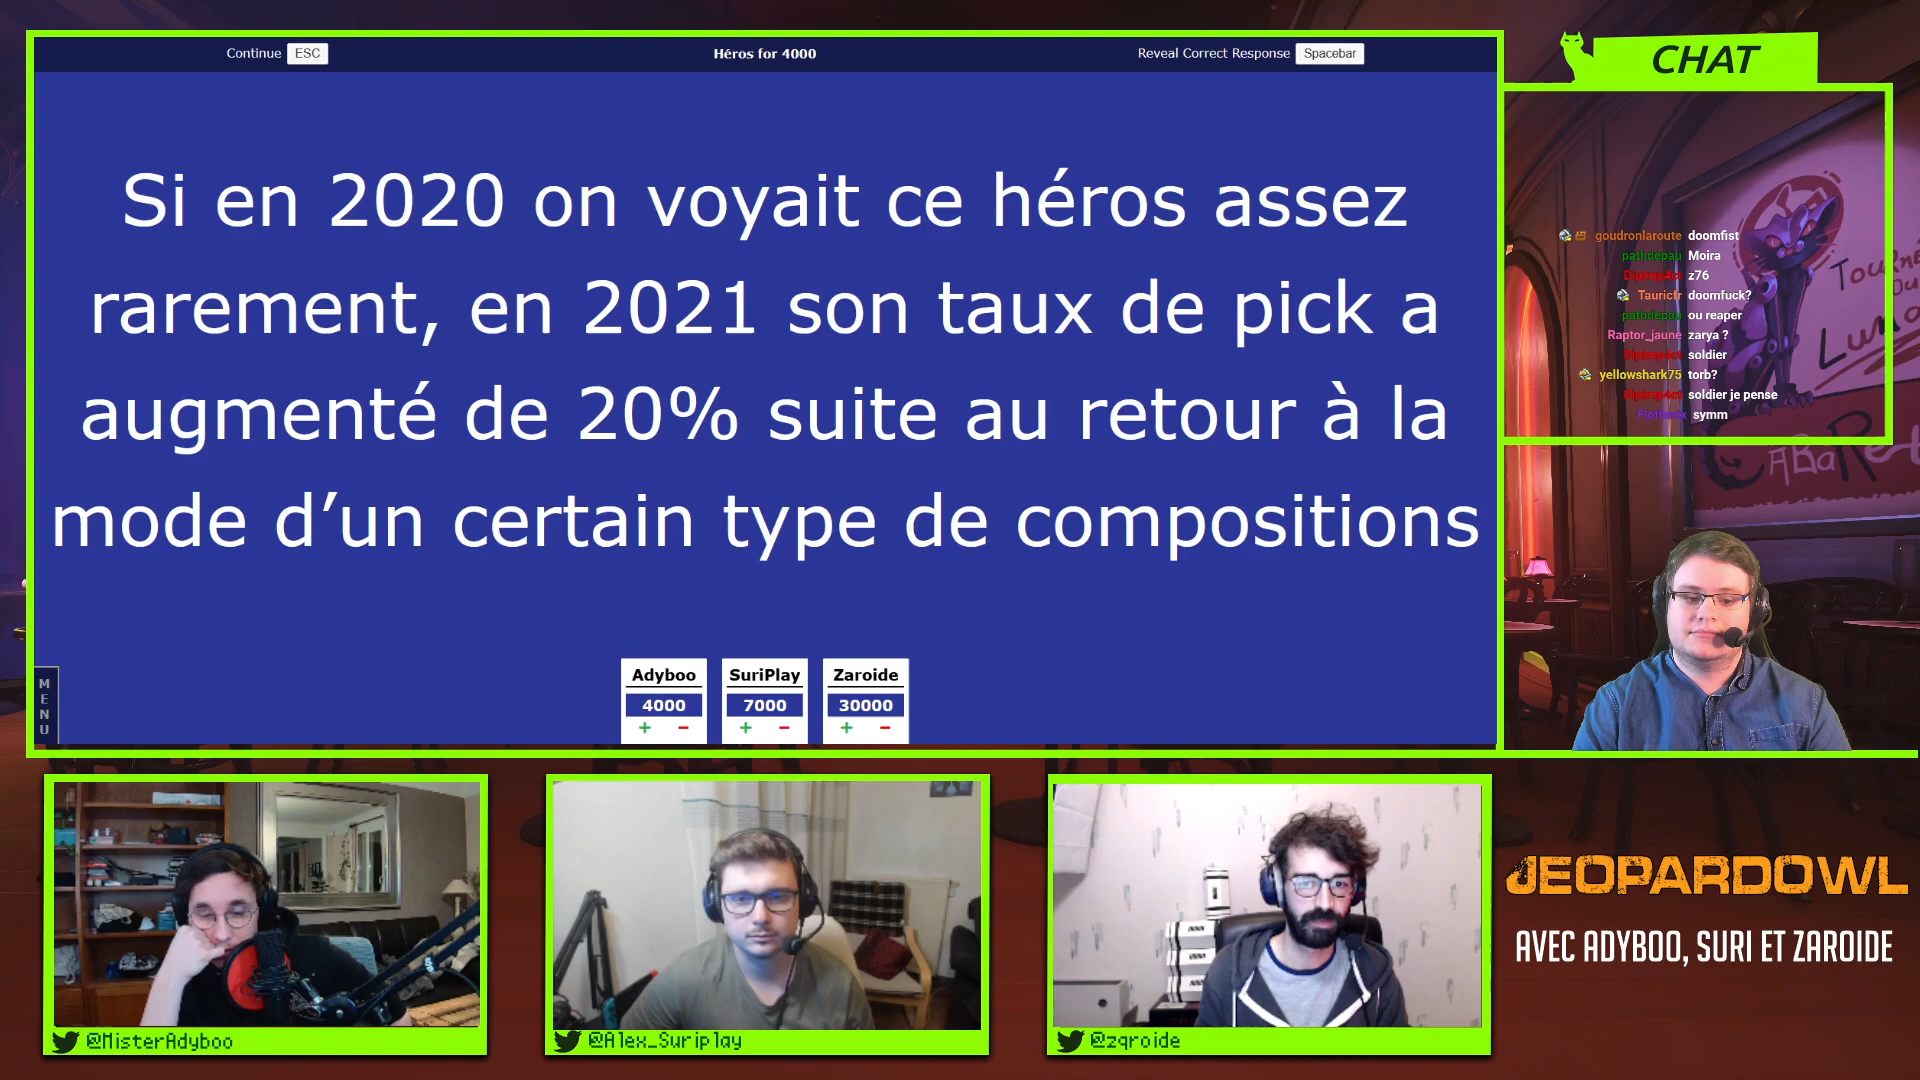 Continue ESC
Héros for 4000
Reveal Correct Response Spacebar
Si en 2020 on voyait ce héros assez
rarement, en 2021 son taux de pick a
augmenté de 20% suite au retour à la
mode d’un certain type de compositions
MENU
Adyboo
4000
+ −
SuriPlay
7000
+ −
Zaroide
30000
+ −
CHAT
goudronlaroute doomfist
pathdepau Moira
z76
Taurictr doomfuck?
pathdepau ou reaper
Raptor_jaune zarya ?
soldier
yellowshark75 torb?
soldier je pense
symm
@MisterAdyboo
@Alex_Suriplay
@zqroide
JEOPARDOWL
AVEC ADYBOO, SURI ET ZAROIDE